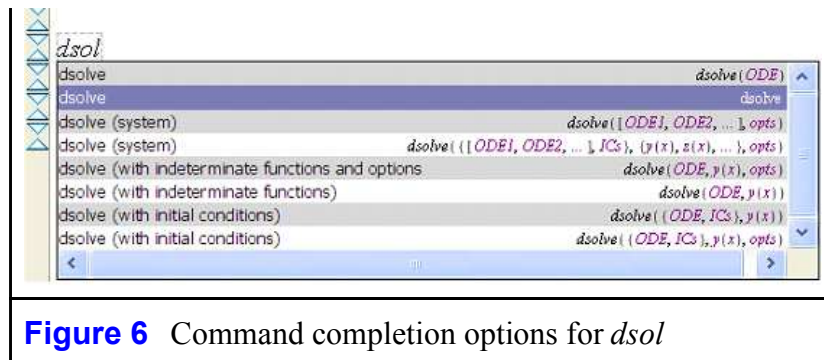 dsol
dsolve dsolve(ODE)
dsolve dsolve
dsolve (system) dsolve([ODE1, ODE2, ... ], opts)
dsolve (system) dsolve({[ODE1, ODE2, ... ], ICs}, {y(x), z(x), ... }, opts)
dsolve (with indeterminate functions and options dsolve(ODE, y(x), opts)
dsolve (with indeterminate functions) dsolve(ODE, y(x))
dsolve (with initial conditions) dsolve({ODE, ICs}, y(x))
dsolve (with initial conditions) dsolve({ODE, ICs}, y(x), opts)
Figure 6 Command completion options for dsol